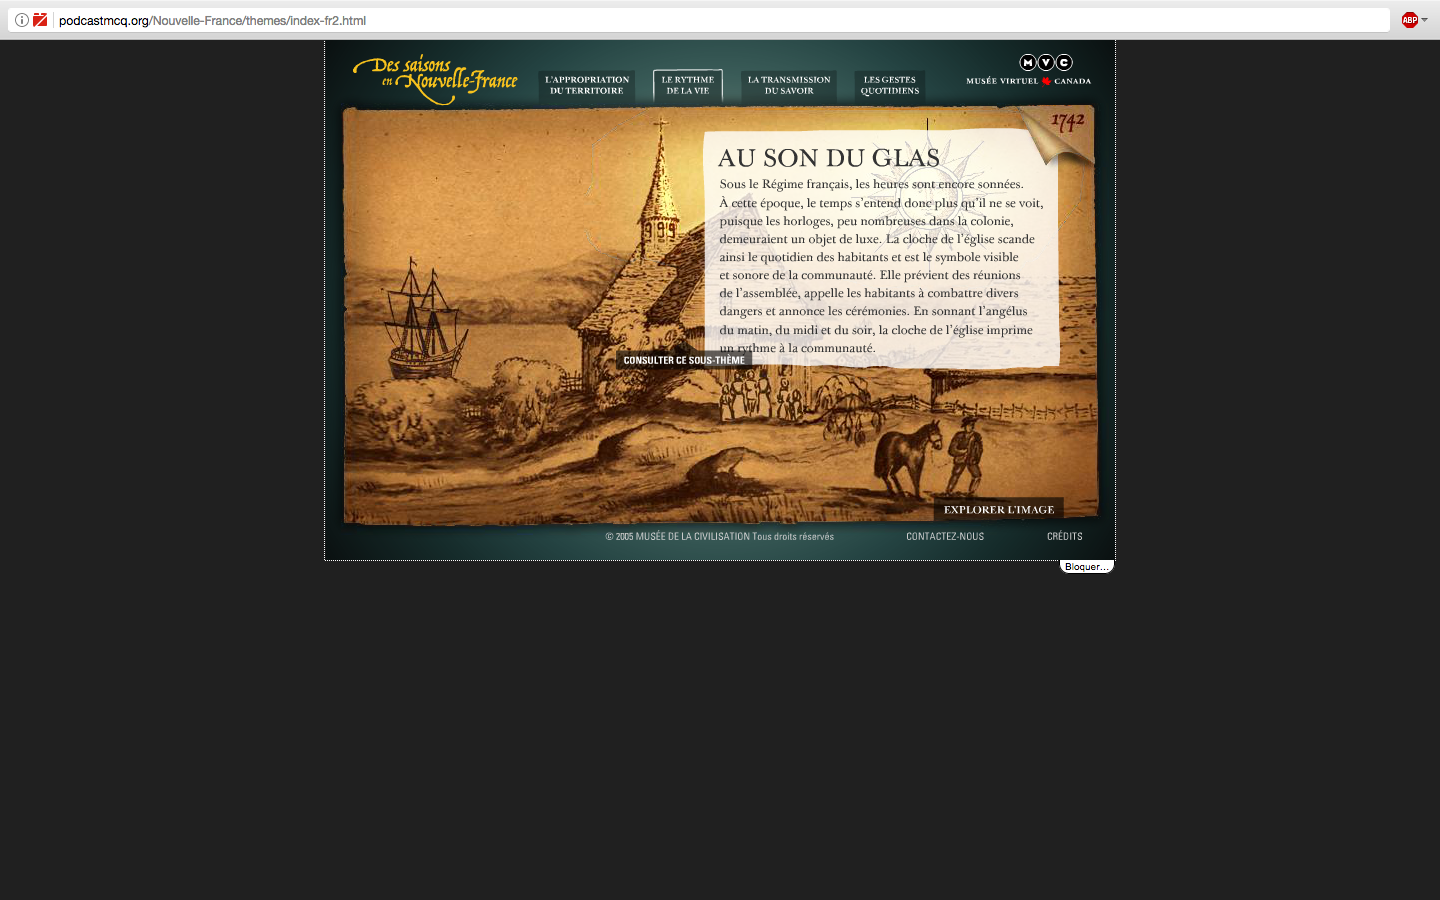 podcastmcq.org/Nouvelle-France/themes/index-fr2.html
ABP
Des saisons
en Nouvelle-France
L'APPROPRIATION
DU TERRITOIRE
LE RYTHME
DE LA VIE
LA TRANSMISSION
DU SAVOIR
LES GESTES
QUOTIDIENS
MVC
MUSÉE VIRTUEL CANADA
1742
AU SON DU GLAS
Sous le Régime français, les heures sont encore sonnées.
À cette époque, le temps s'entend donc plus qu'il ne se voit,
puisque les horloges, peu nombreuses dans la colonie,
demeuraient un objet de luxe. La cloche de l'église scande
ainsi le quotidien des habitants et est le symbole visible
et sonore de la communauté. Elle prévient des réunions
de l'assemblée, appelle les habitants à combattre divers
dangers et annonce les cérémonies. En sonnant l'angélus
du matin, du midi et du soir, la cloche de l'église imprime
un rythme à la communauté.
CONSULTER CE SOUS-THÈME
EXPLORER L'IMAGE
© 2005 MUSÉE DE LA CIVILISATION Tous droits réservés
CONTACTEZ-NOUS
CRÉDITS
Bloquer...